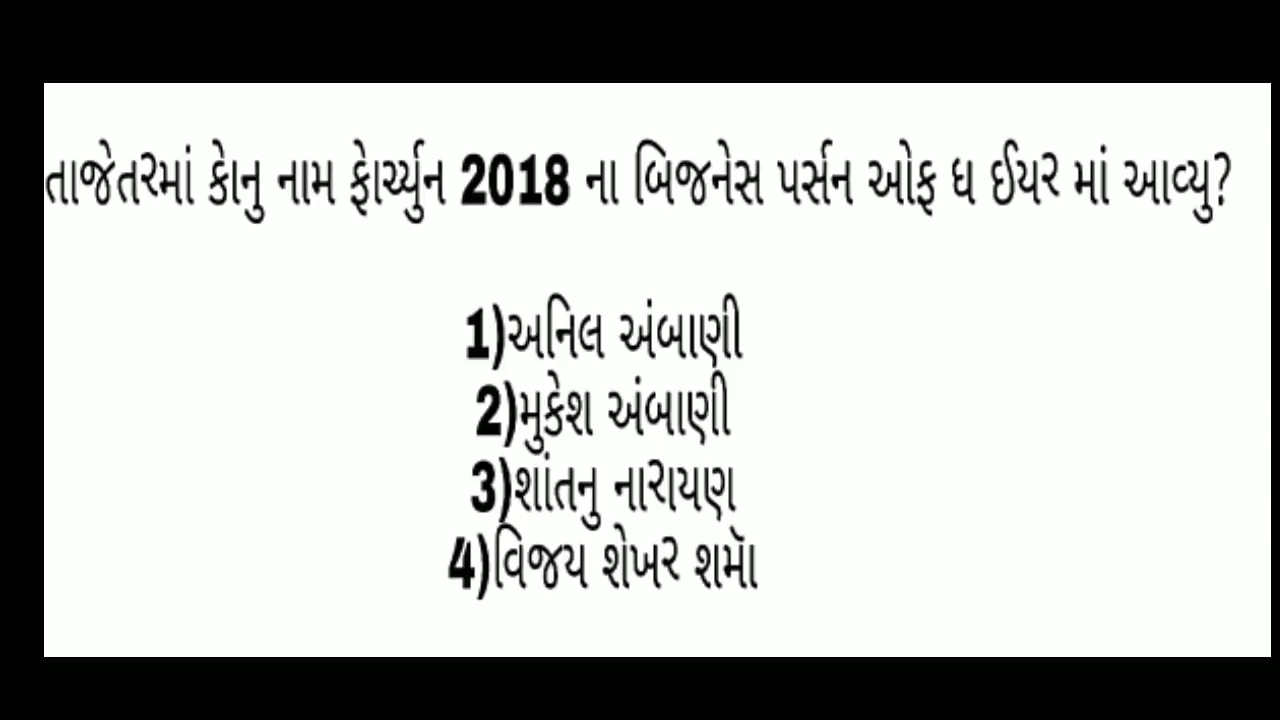 તાજેતરમાં કોનુ નામ ફોર્ચ્યુન 2018 ના બિજનેસ પર્સન ઓફ ધ ઈયર માં આવ્યુ?
1)અનિલ અંબાણી
2)મુકેશ અંબાણી
3)શાંતનુ નારાયણ
4)વિજય શેખર શર્મા